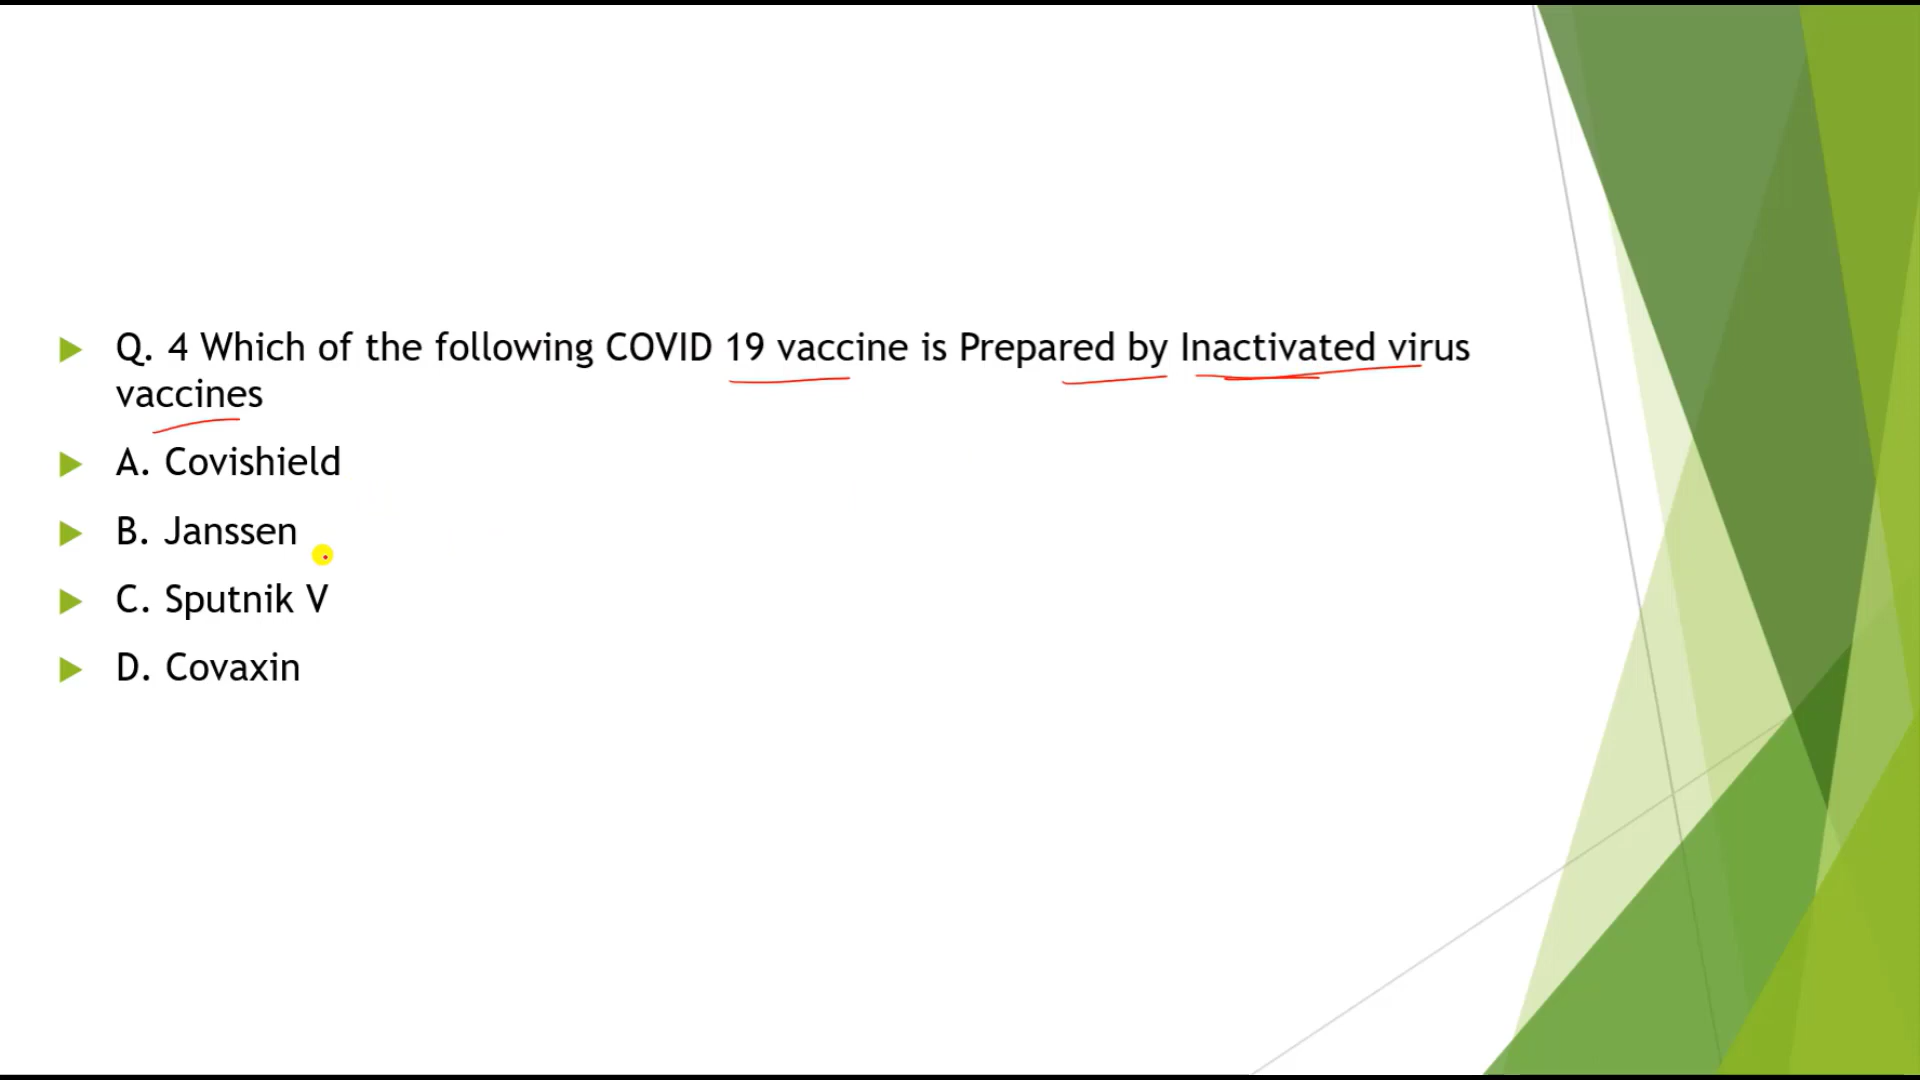 Q. 4 Which of the following COVID 19 vaccine is Prepared by Inactivated virus
vaccines
A. Covishield
B. Janssen
C. Sputnik V
D. Covaxin